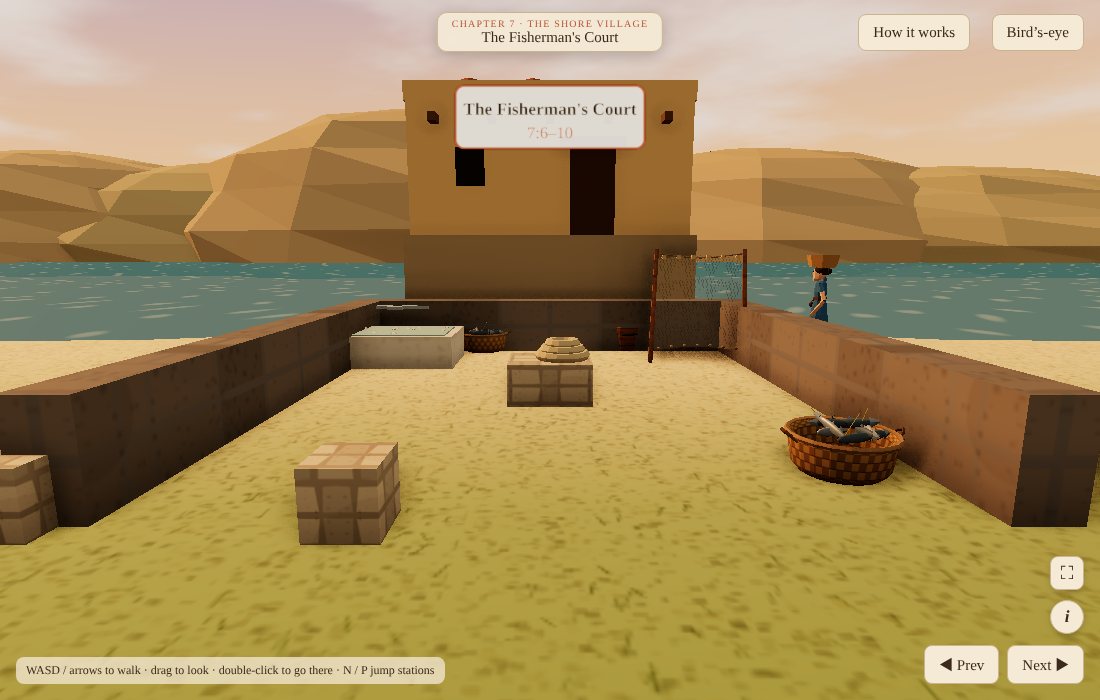 CHAPTER 7 · THE SHORE VILLAGE
The Fisherman's Court
How it works
Bird’s-eye
The Fisherman's Court
7:6–10
i
WASD / arrows to walk · drag to look · double-click to go there · N / P jump stations
◀ Prev
Next ▶